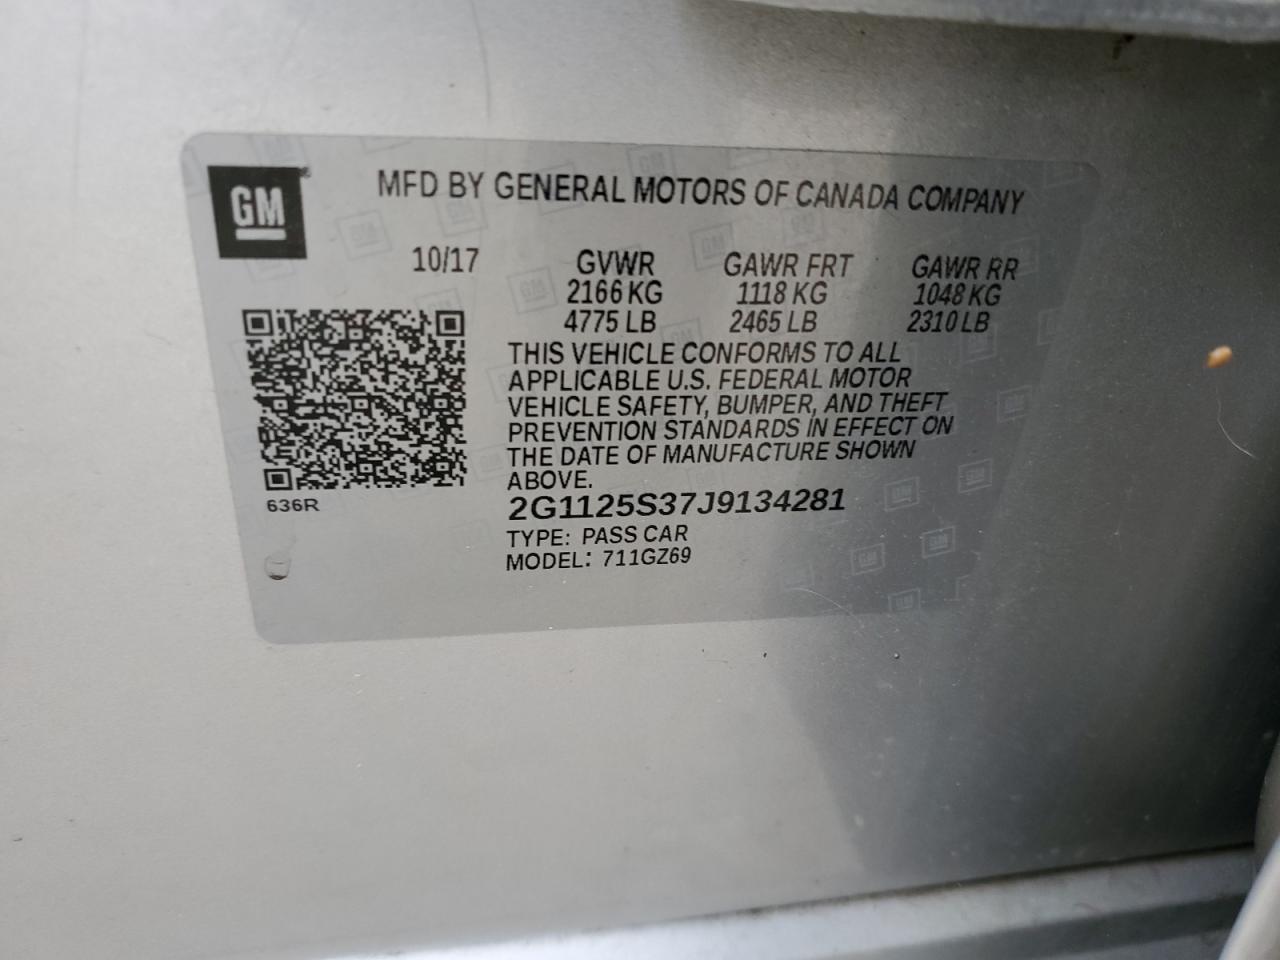 GM
MFD BY GENERAL MOTORS OF CANADA COMPANY
10/17 GVWR GAWR FRT GAWR RR
2166 KG 1118 KG 1048 KG
4775 LB 2465 LB 2310 LB
THIS VEHICLE CONFORMS TO ALL
APPLICABLE U.S. FEDERAL MOTOR
VEHICLE SAFETY, BUMPER, AND THEFT
PREVENTION STANDARDS IN EFFECT ON
THE DATE OF MANUFACTURE SHOWN
ABOVE.
636R
2G1125S37J9134281
TYPE: PASS CAR
MODEL: 711GZ69